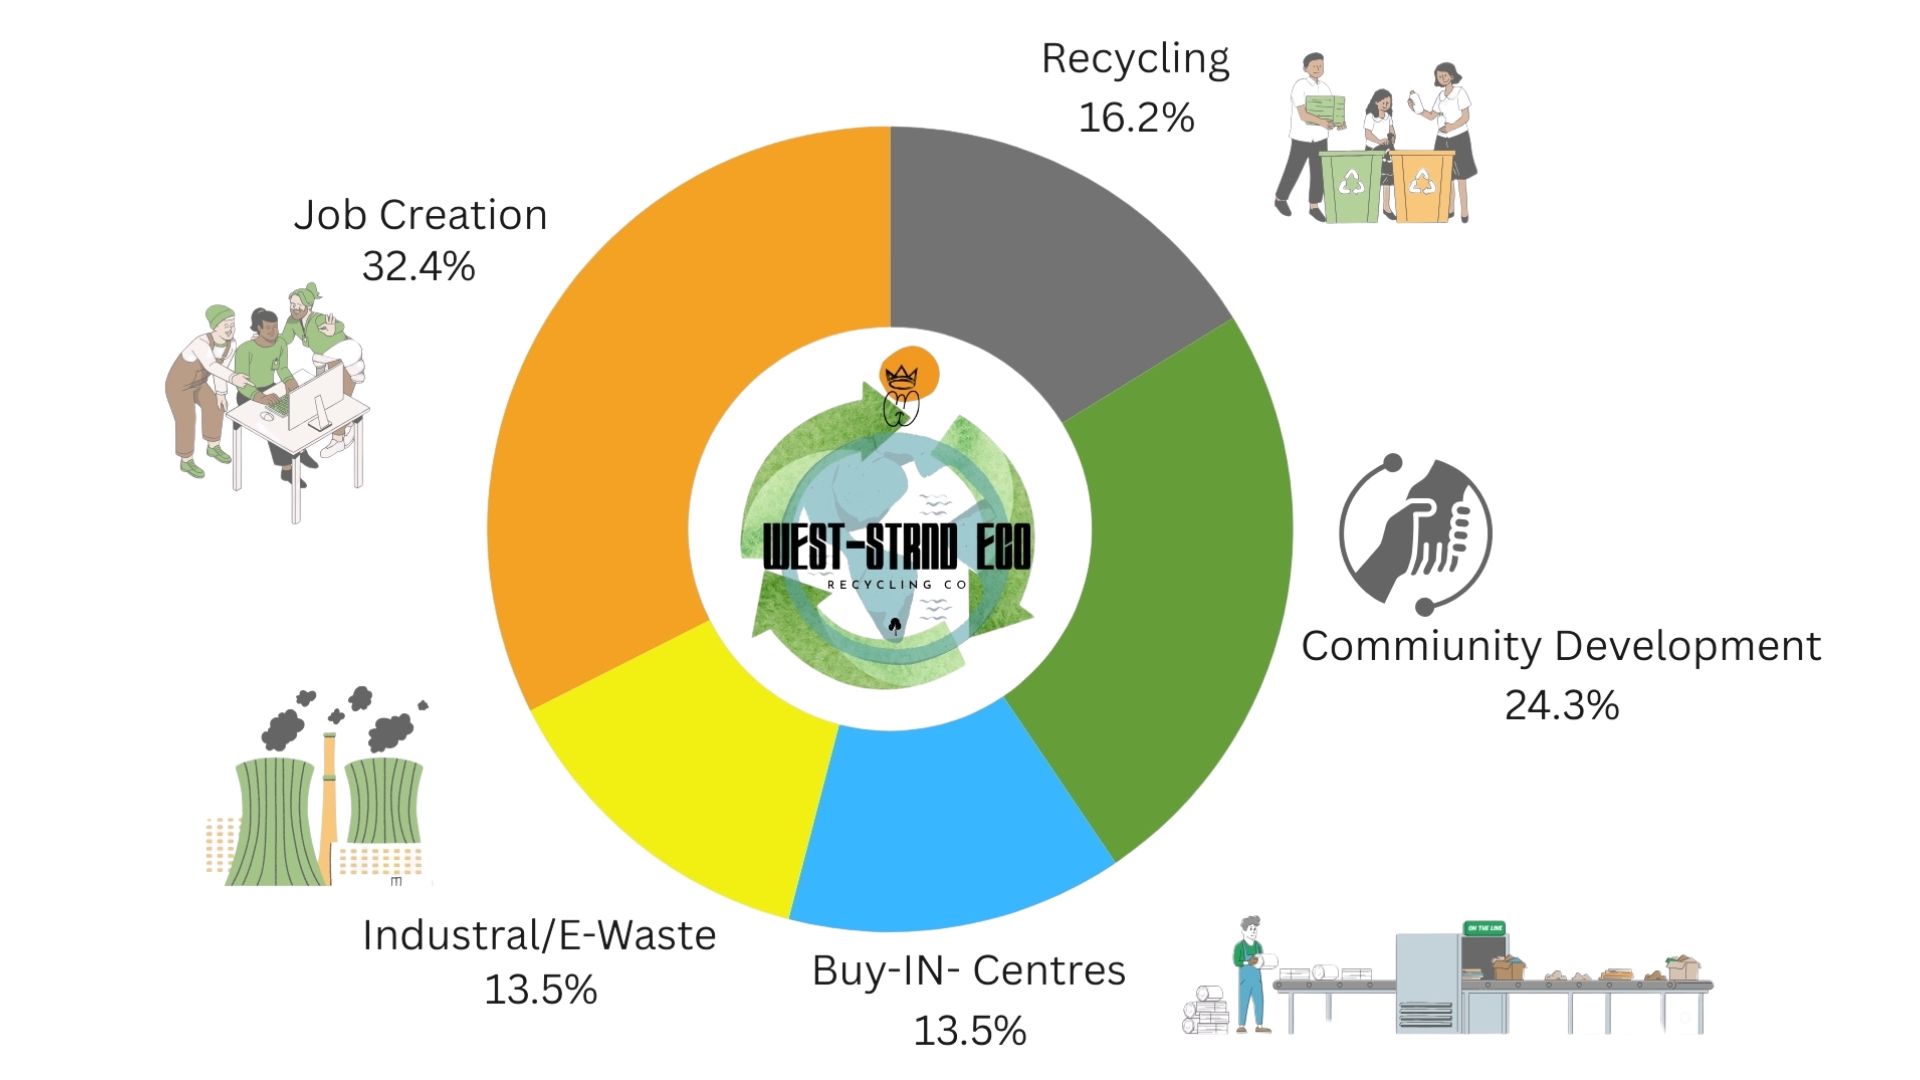 Recycling
16.2%
Job Creation
32.4%
WEST-STRND ECO
RECYCLING CO
Commiunity Development
24.3%
Industral/E-Waste
13.5%
Buy-IN- Centres
13.5%
ON THE LINE